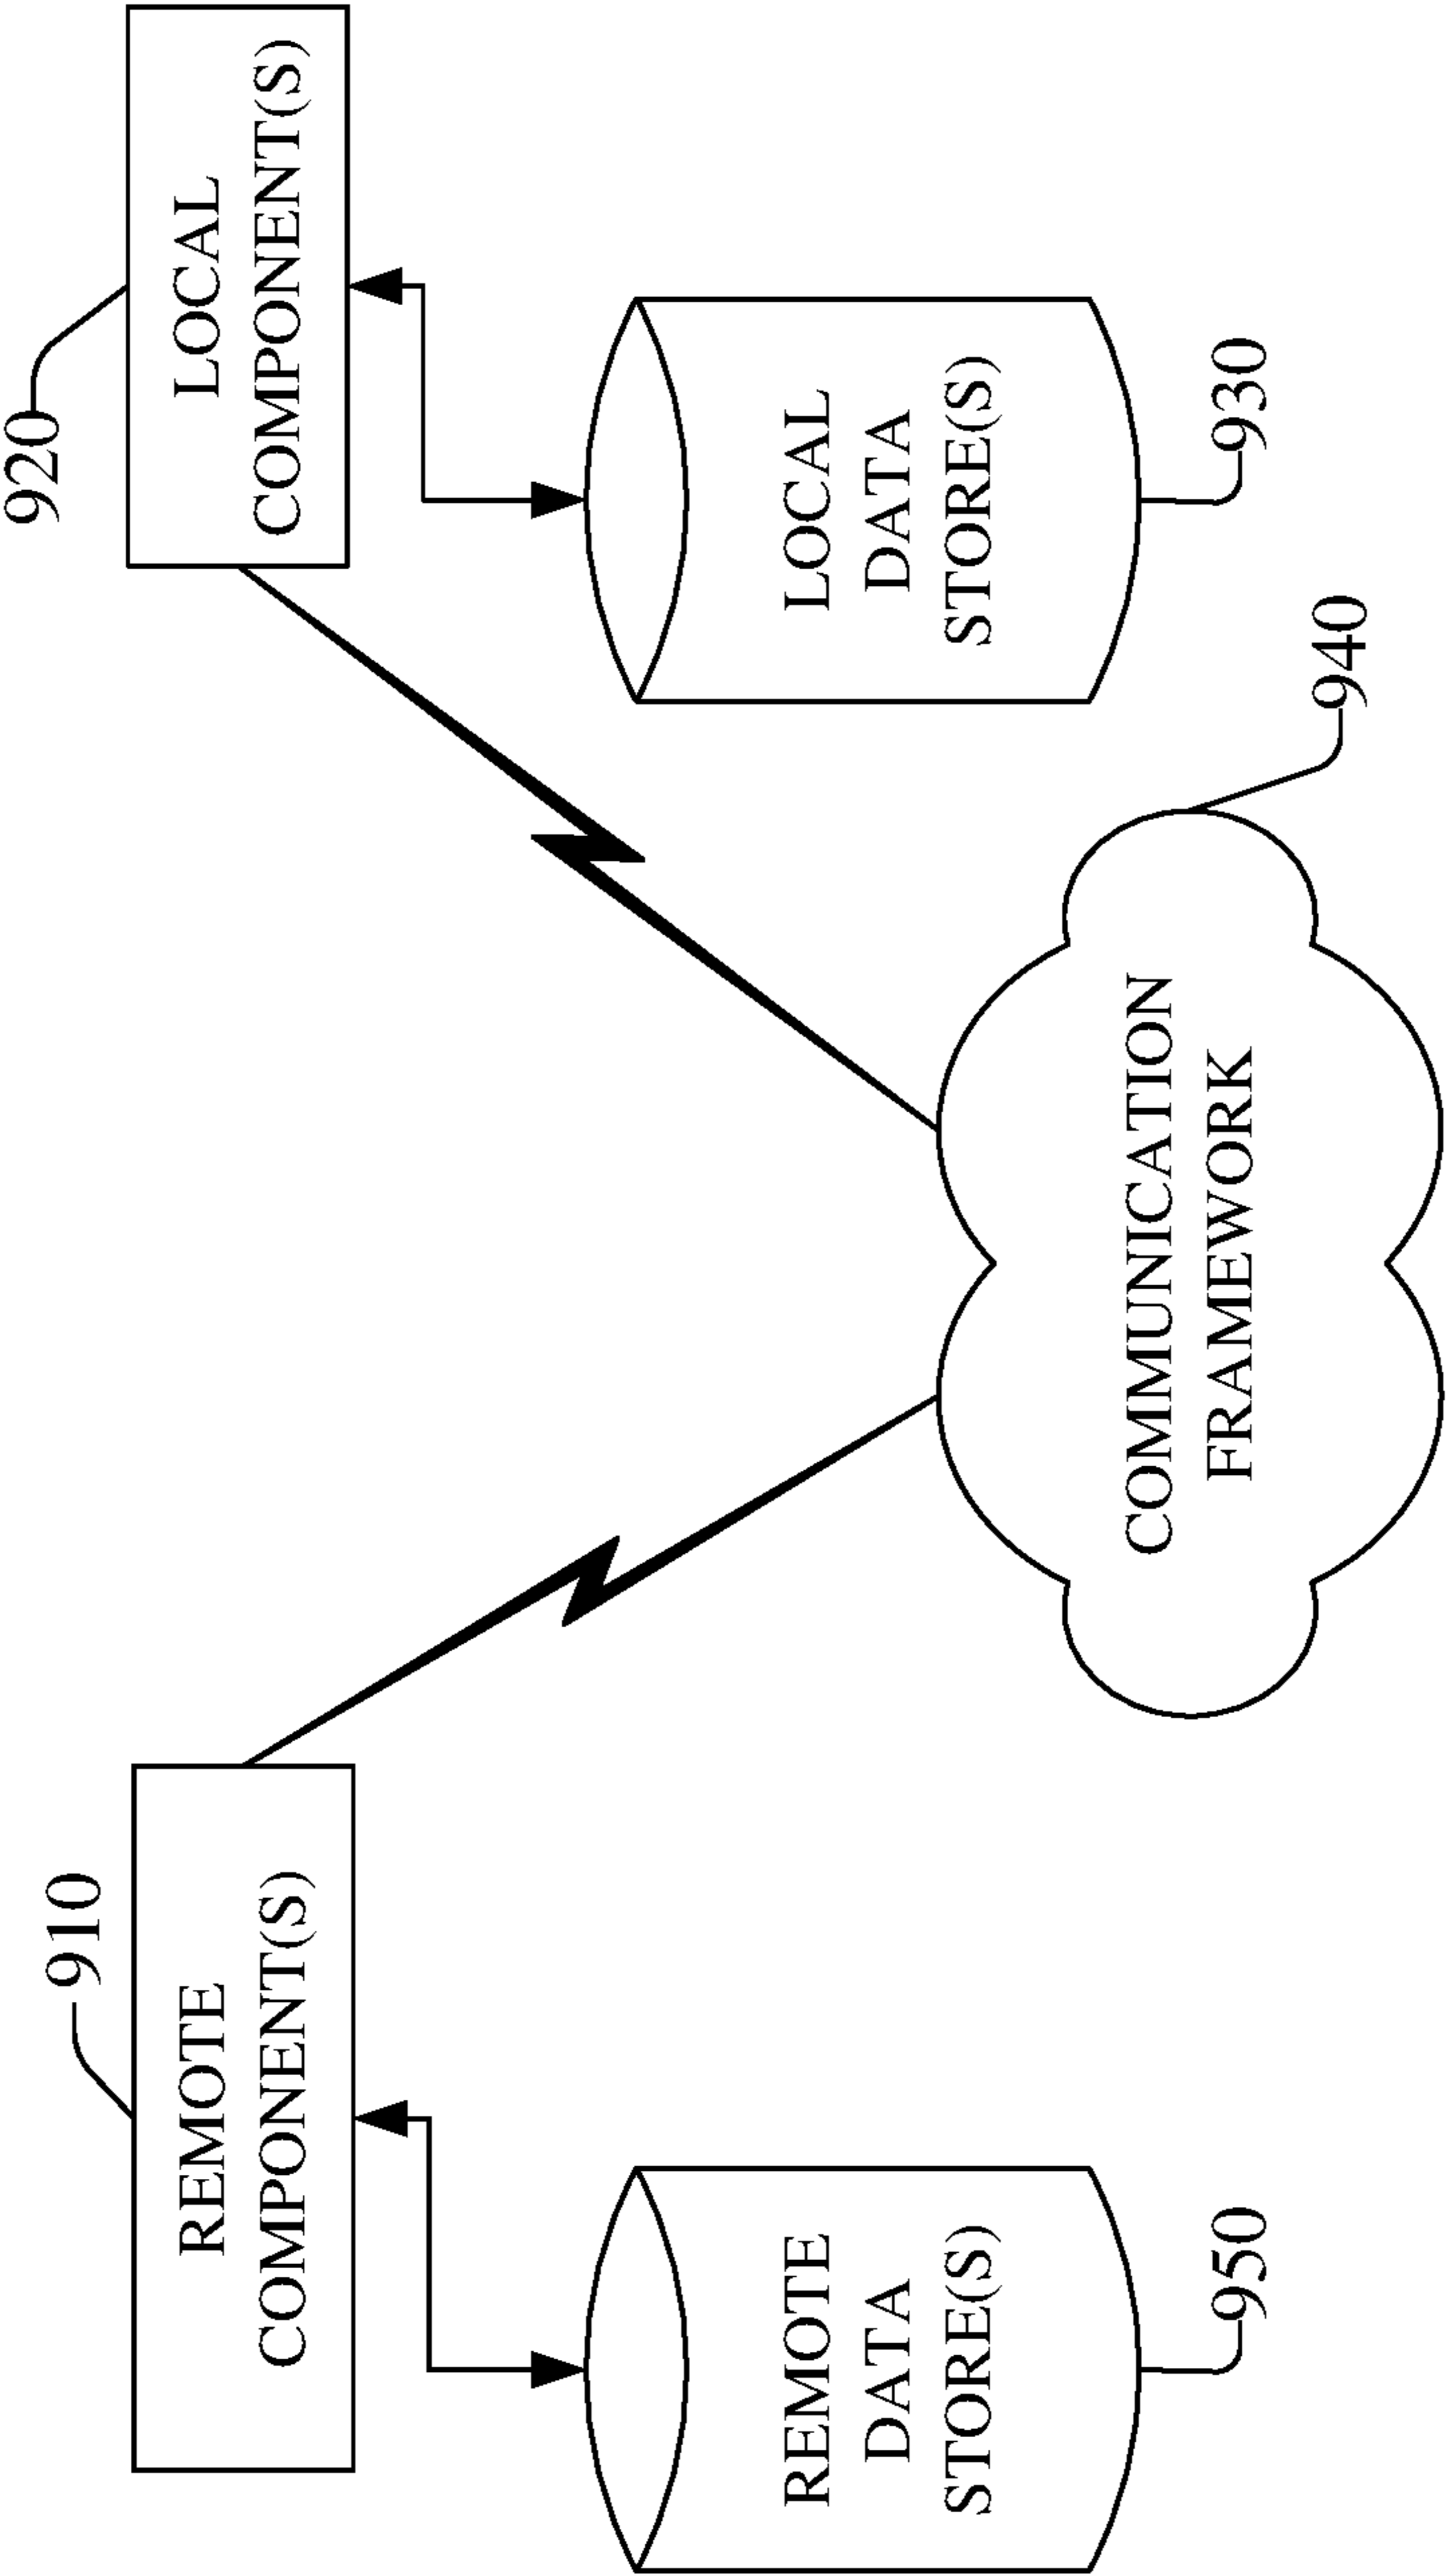 910
REMOTE
COMPONENT(S)
920
LOCAL
COMPONENT(S)
REMOTE
DATA
STORE(S)
950
COMMUNICATION
FRAMEWORK
940
LOCAL
DATA
STORE(S)
930